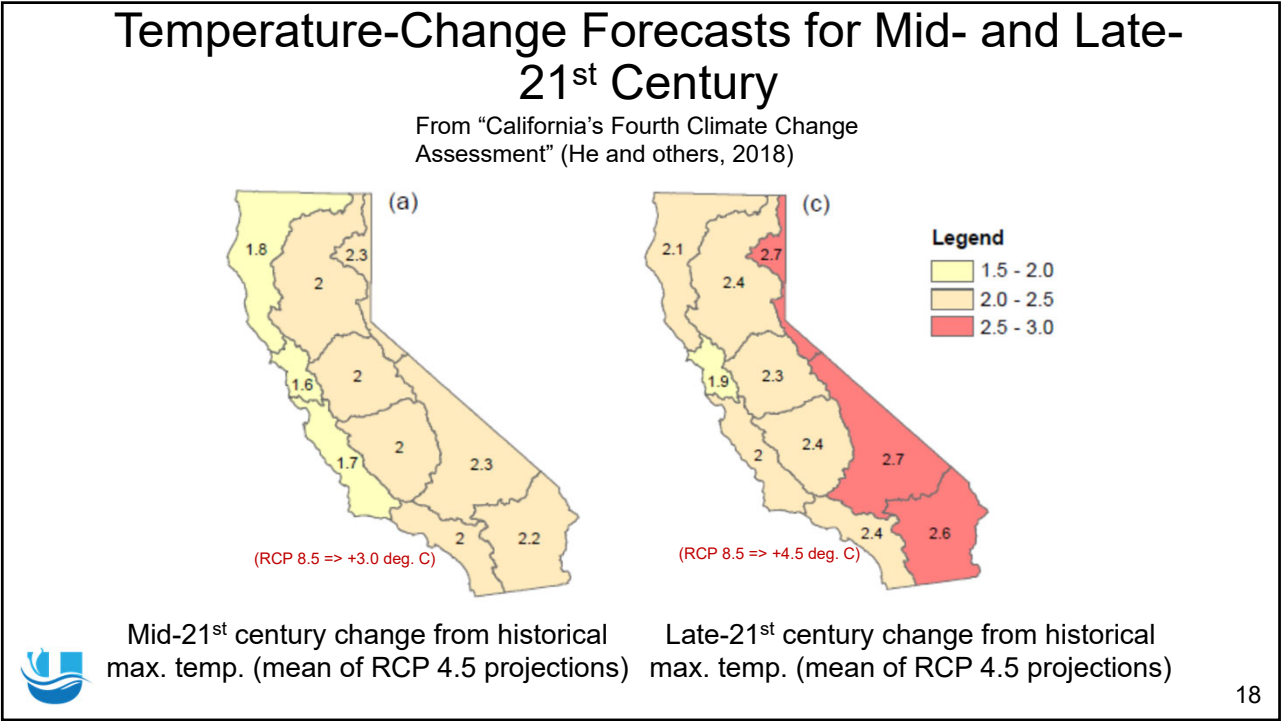 Temperature-Change Forecasts for Mid- and Late-
21st Century
From “California’s Fourth Climate Change
Assessment” (He and others, 2018)
(a)
1.8
2.3
2
2
1.6
2
1.7
2.3
2
2.2
(RCP 8.5 => +3.0 deg. C)
(c)
2.1
2.7
2.4
2.3
1.9
2.4
2
2.7
2.4
2.6
(RCP 8.5 => +4.5 deg. C)
Legend
1.5 - 2.0
2.0 - 2.5
2.5 - 3.0
Mid-21st century change from historical
max. temp. (mean of RCP 4.5 projections)
Late-21st century change from historical
max. temp. (mean of RCP 4.5 projections)
18